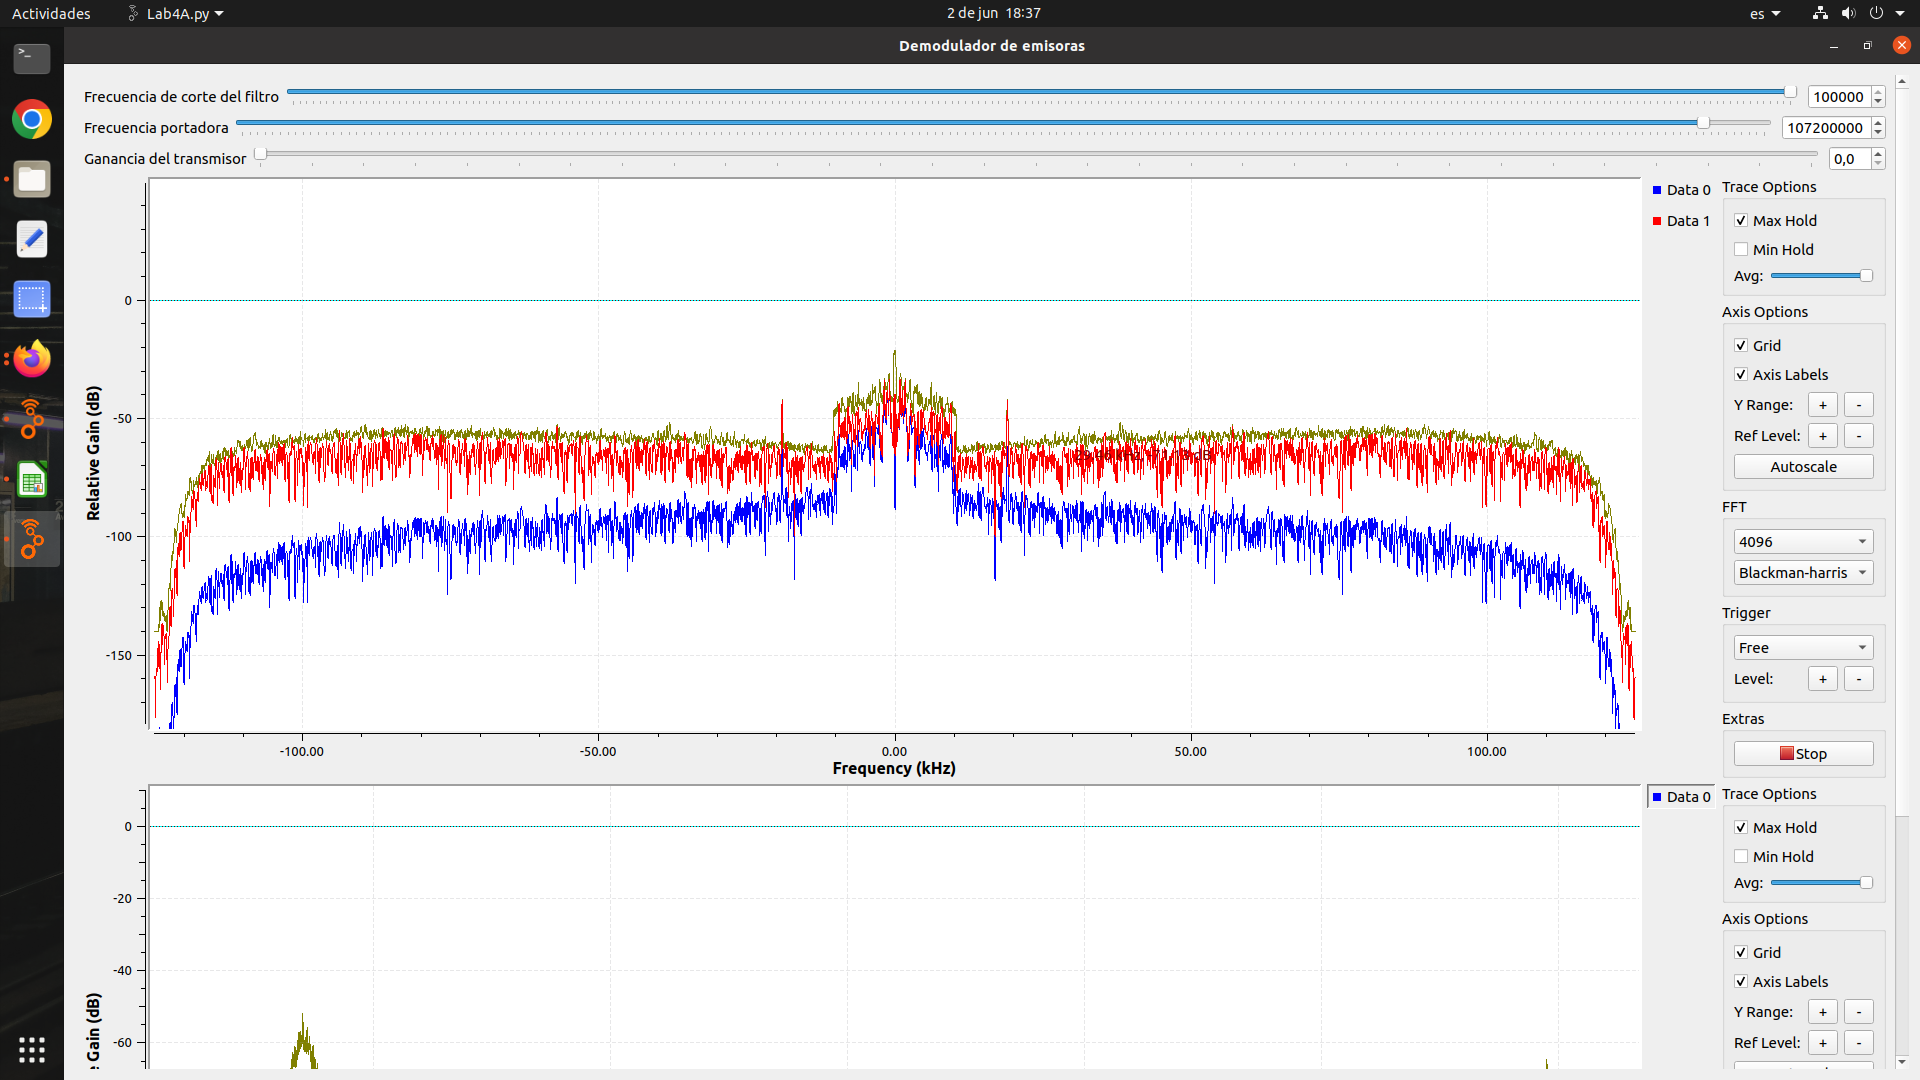 Actividades Lab4A.py 2 de jun 18:37 es
Demodulador de emisoras
Frecuencia de corte del filtro 100000
Frecuencia portadora 107200000
Ganancia del transmisor 0,0
Data 0
Data 1
Relative Gain (dB)
0
-50
-100
-150
-100.00 -50.00 0.00 50.00 100.00
Frequency (kHz)
Trace Options
Max Hold
Min Hold
Avg:
Axis Options
Grid
Axis Labels
Y Range: + -
Ref Level: + -
Autoscale
FFT
4096
Blackman-harris
Trigger
Free
Level: + -
Extras
Stop
Data 0
0
-20
-40
-60
Gain (dB)
Trace Options
Max Hold
Min Hold
Avg:
Axis Options
Grid
Axis Labels
Y Range: + -
Ref Level: + -